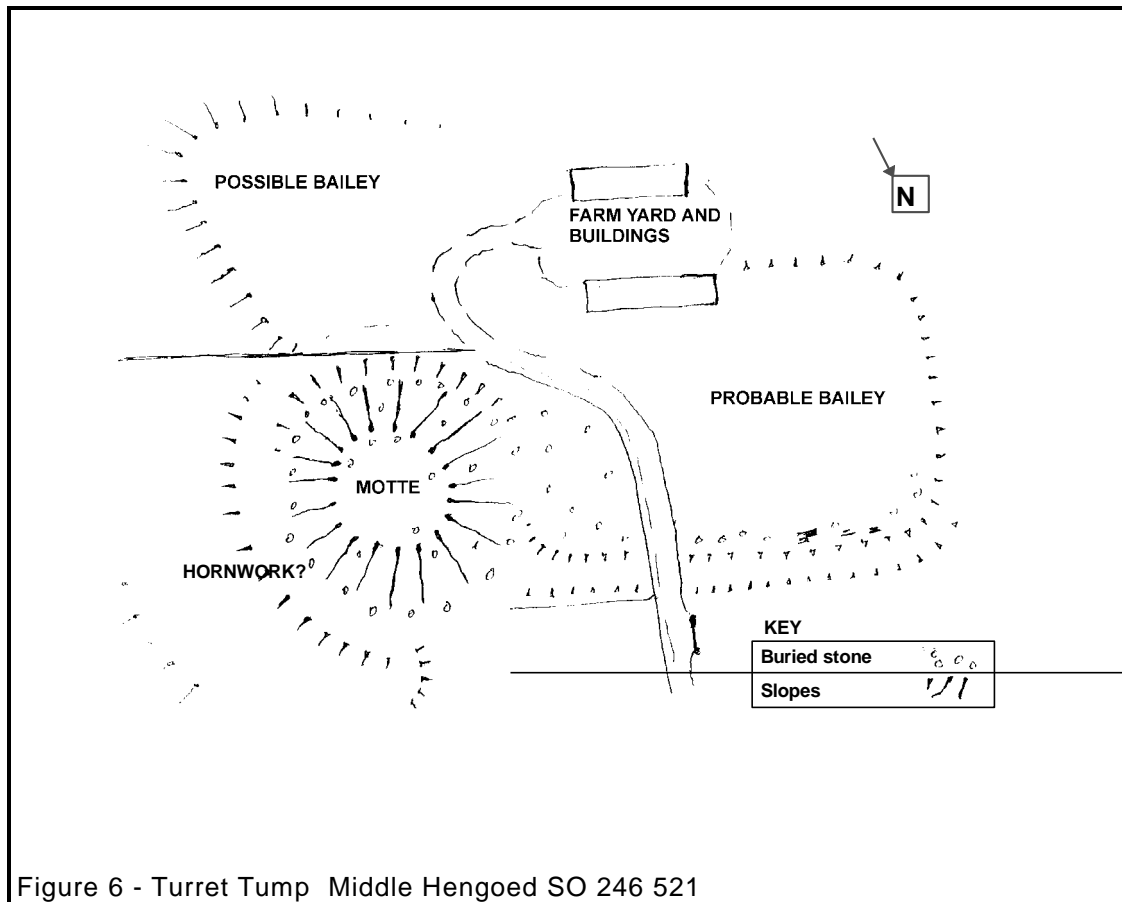 POSSIBLE BAILEY
N
FARM YARD AND
BUILDINGS
PROBABLE BAILEY
MOTTE
HORNWORK?
KEY
Buried stone
Slopes
Figure 6 - Turret Tump Middle Hengoed SO 246 521